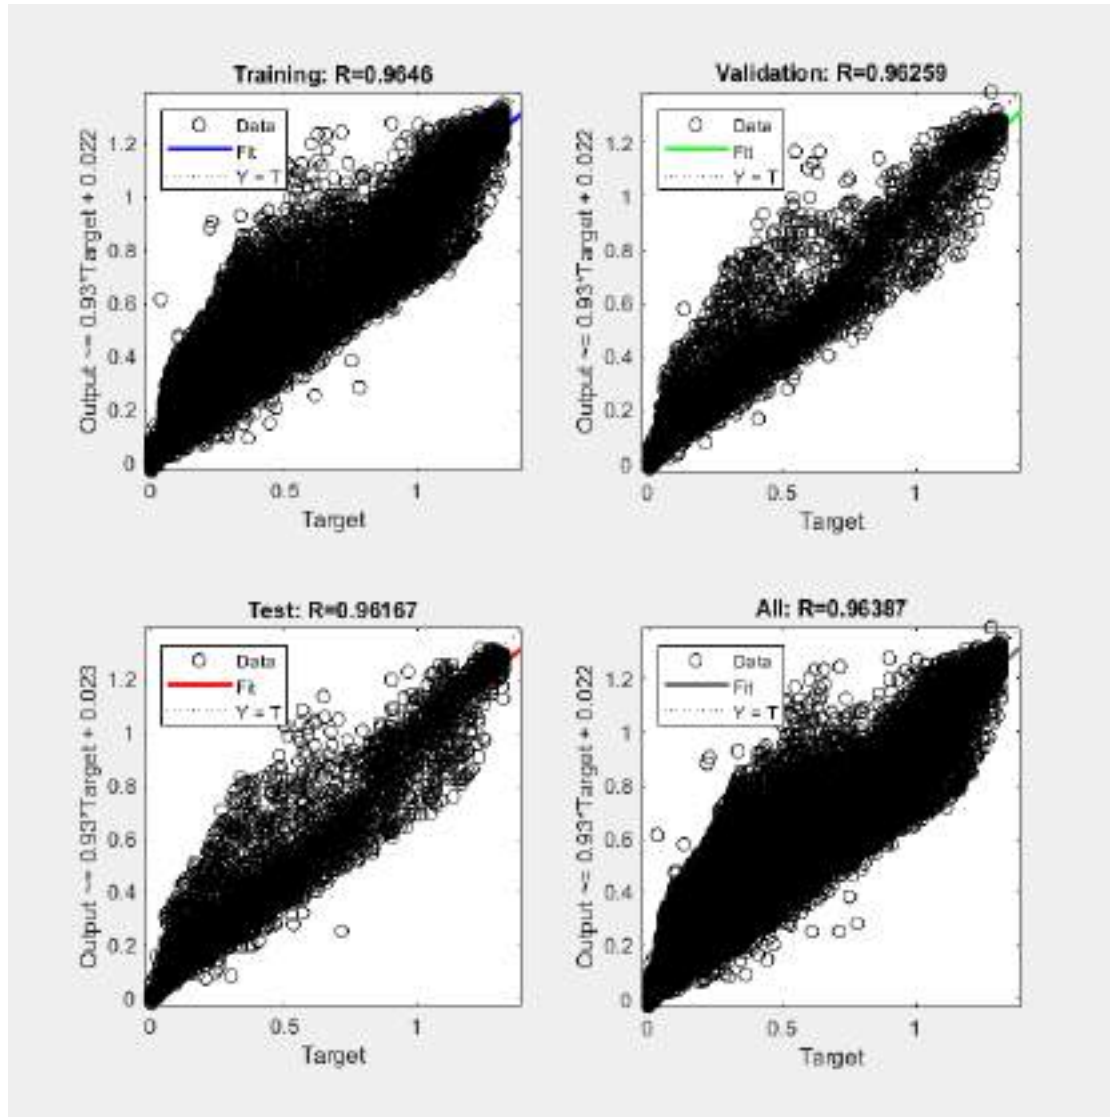 Training: R=0.9646
Data
Fit
Y = T
Output ~= 0.93*Target + 0.022
1.2
1
0.8
0.6
0.4
0.2
0
0
0.5
1
Target
Validation: R=0.96259
Data
Fit
Y = T
Output ~= 0.93*Target + 0.022
1.2
1
0.8
0.6
0.4
0.2
0
0
0.5
1
Target
Test: R=0.96167
Data
Fit
Y = T
Output ~= 0.93*Target + 0.023
1.2
1
0.8
0.6
0.4
0.2
0
0
0.5
1
Target
All: R=0.96387
Data
Fit
Y = T
Output ~= 0.93*Target + 0.022
1.2
1
0.8
0.6
0.4
0.2
0
0
0.5
1
Target